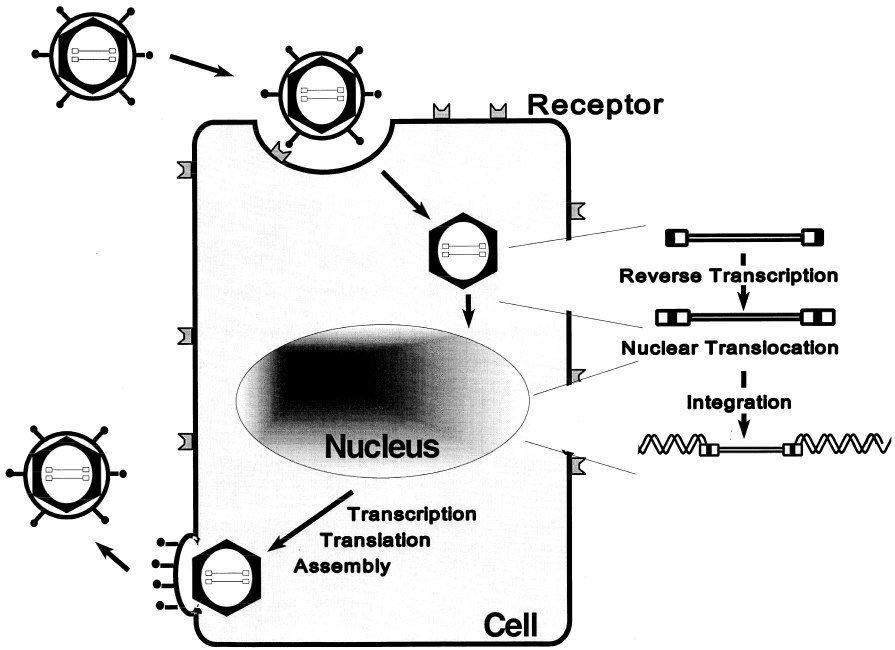 Receptor
Reverse Transcription
Nuclear Translocation
Integration
Nucleus
Transcription
Translation
Assembly
Cell